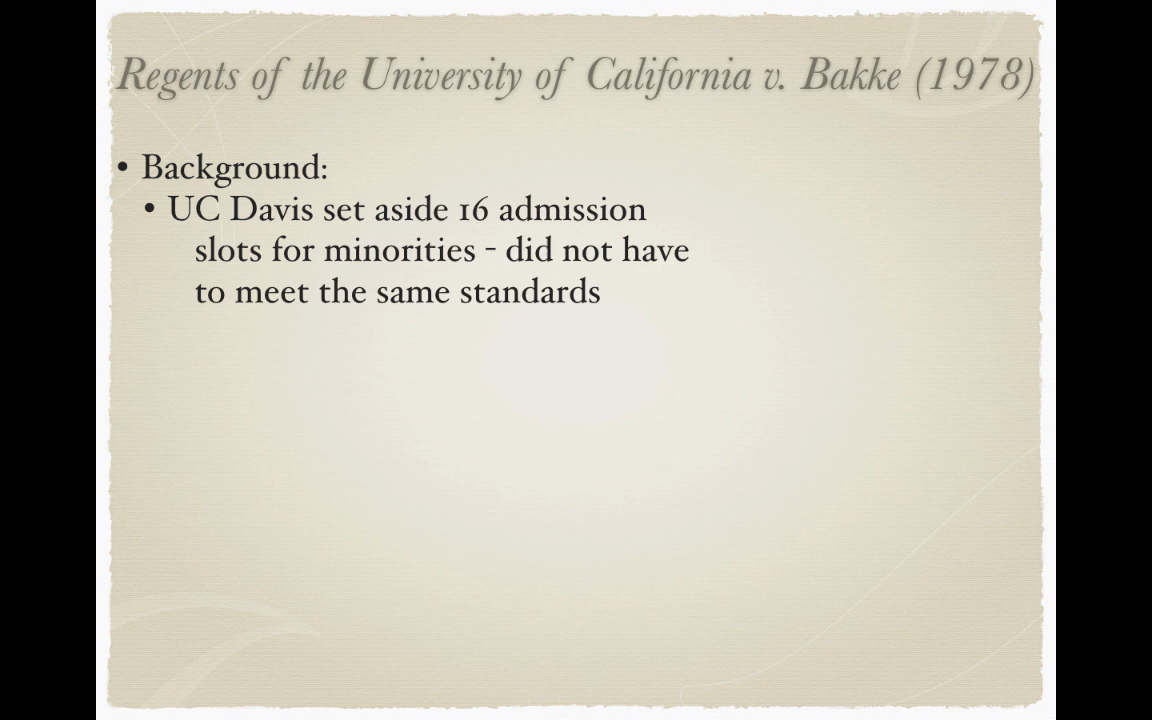 Regents of the University of California v. Bakke (1978)
• Background:
• UC Davis set aside 16 admission
slots for minorities - did not have
to meet the same standards